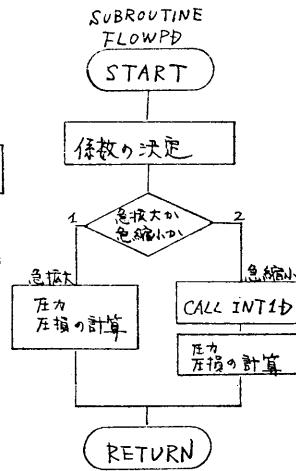 SUBROUTINE
FLOWPD
START
係数の決定
急拡大か
急縮小か
1
2
急拡大
圧力
圧損の計算
急縮小
CALL INT1D
圧力
圧損の計算
RETURN